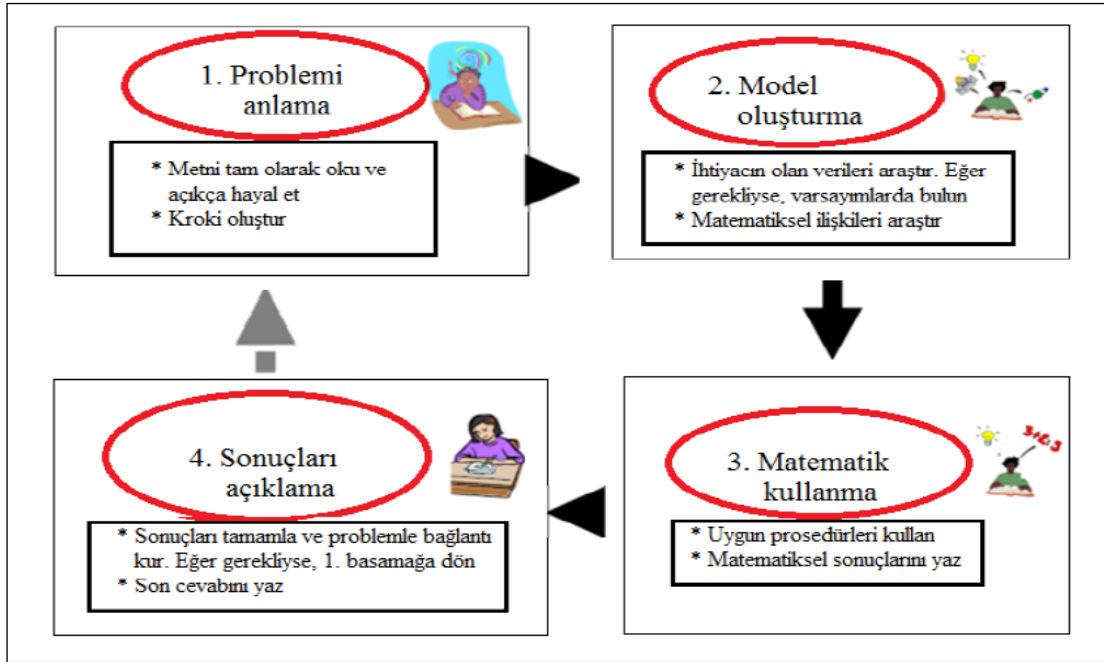 1. Problemi
anlama
* Metni tam olarak oku ve
açıkça hayal et
* Kroki oluştur
2. Model
oluşturma
* İhtiyacın olan verileri araştır. Eğer
gerekliyse, varsayımlarda bulun
* Matematiksel ilişkileri araştır
3. Matematik
kullanma
* Uygun prosedürleri kullan
* Matematiksel sonuçlarını yaz
4. Sonuçları
açıklama
* Sonuçları tamamla ve problemle bağlantı
kur. Eğer gerekliyse, 1. basamağa dön
* Son cevabını yaz